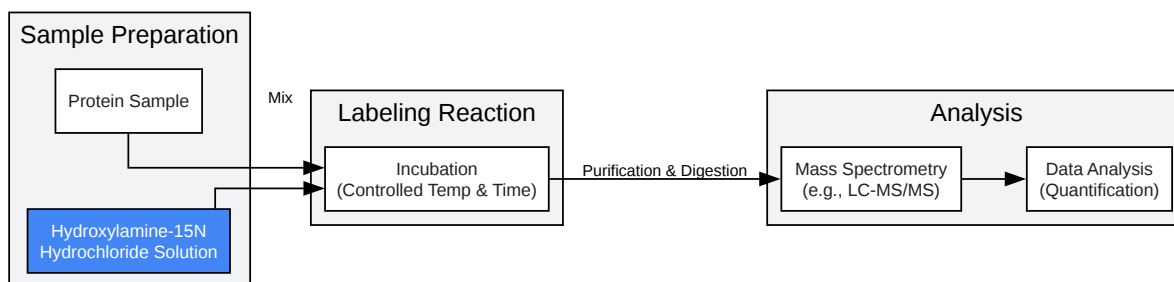 Sample Preparation
Protein Sample
Hydroxylamine-15N
Hydrochloride Solution
Mix
Labeling Reaction
Incubation
(Controlled Temp & Time)
Purification & Digestion
Analysis
Mass Spectrometry
(e.g., LC-MS/MS)
Data Analysis
(Quantification)